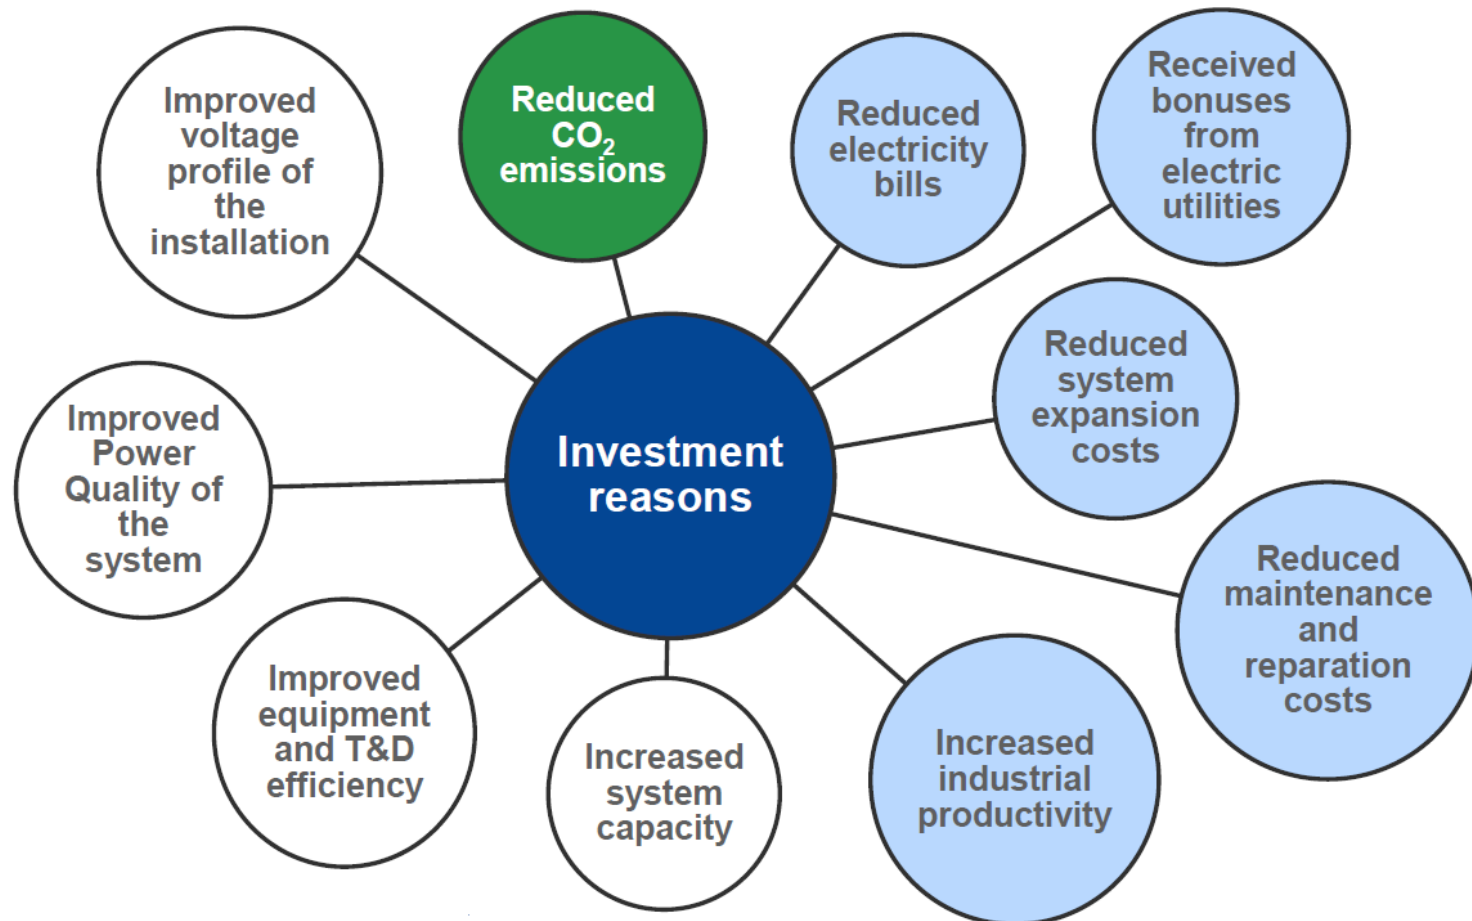 Improved
voltage
profile of
the
installation
Reduced
CO₂
emissions
Reduced
electricity
bills
Received
bonuses
from
electric
utilities
Reduced
system
expansion
costs
Improved
Power
Quality of
the
system
Investment
reasons
Reduced
maintenance
and
reparation
costs
Improved
equipment
and T&D
efficiency
Increased
system
capacity
Increased
industrial
productivity